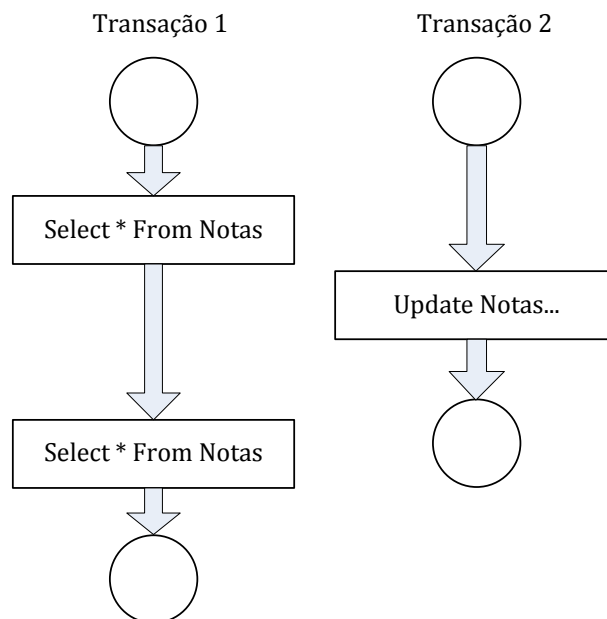 Transação 1
Transação 2
Select * From Notas
Update Notas...
Select * From Notas